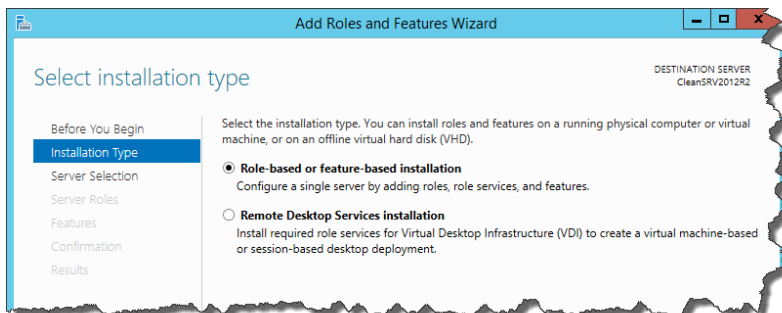 Add Roles and Features Wizard
Select installation type
DESTINATION SERVER
CleanSRV2012R2
Before You Begin
Installation Type
Server Selection
Server Roles
Features
Confirmation
Results
Select the installation type. You can install roles and features on a running physical computer or virtual
machine, or on an offline virtual hard disk (VHD).
Role-based or feature-based installation
Configure a single server by adding roles, role services, and features.
Remote Desktop Services installation
Install required role services for Virtual Desktop Infrastructure (VDI) to create a virtual machine-based
or session-based desktop deployment.